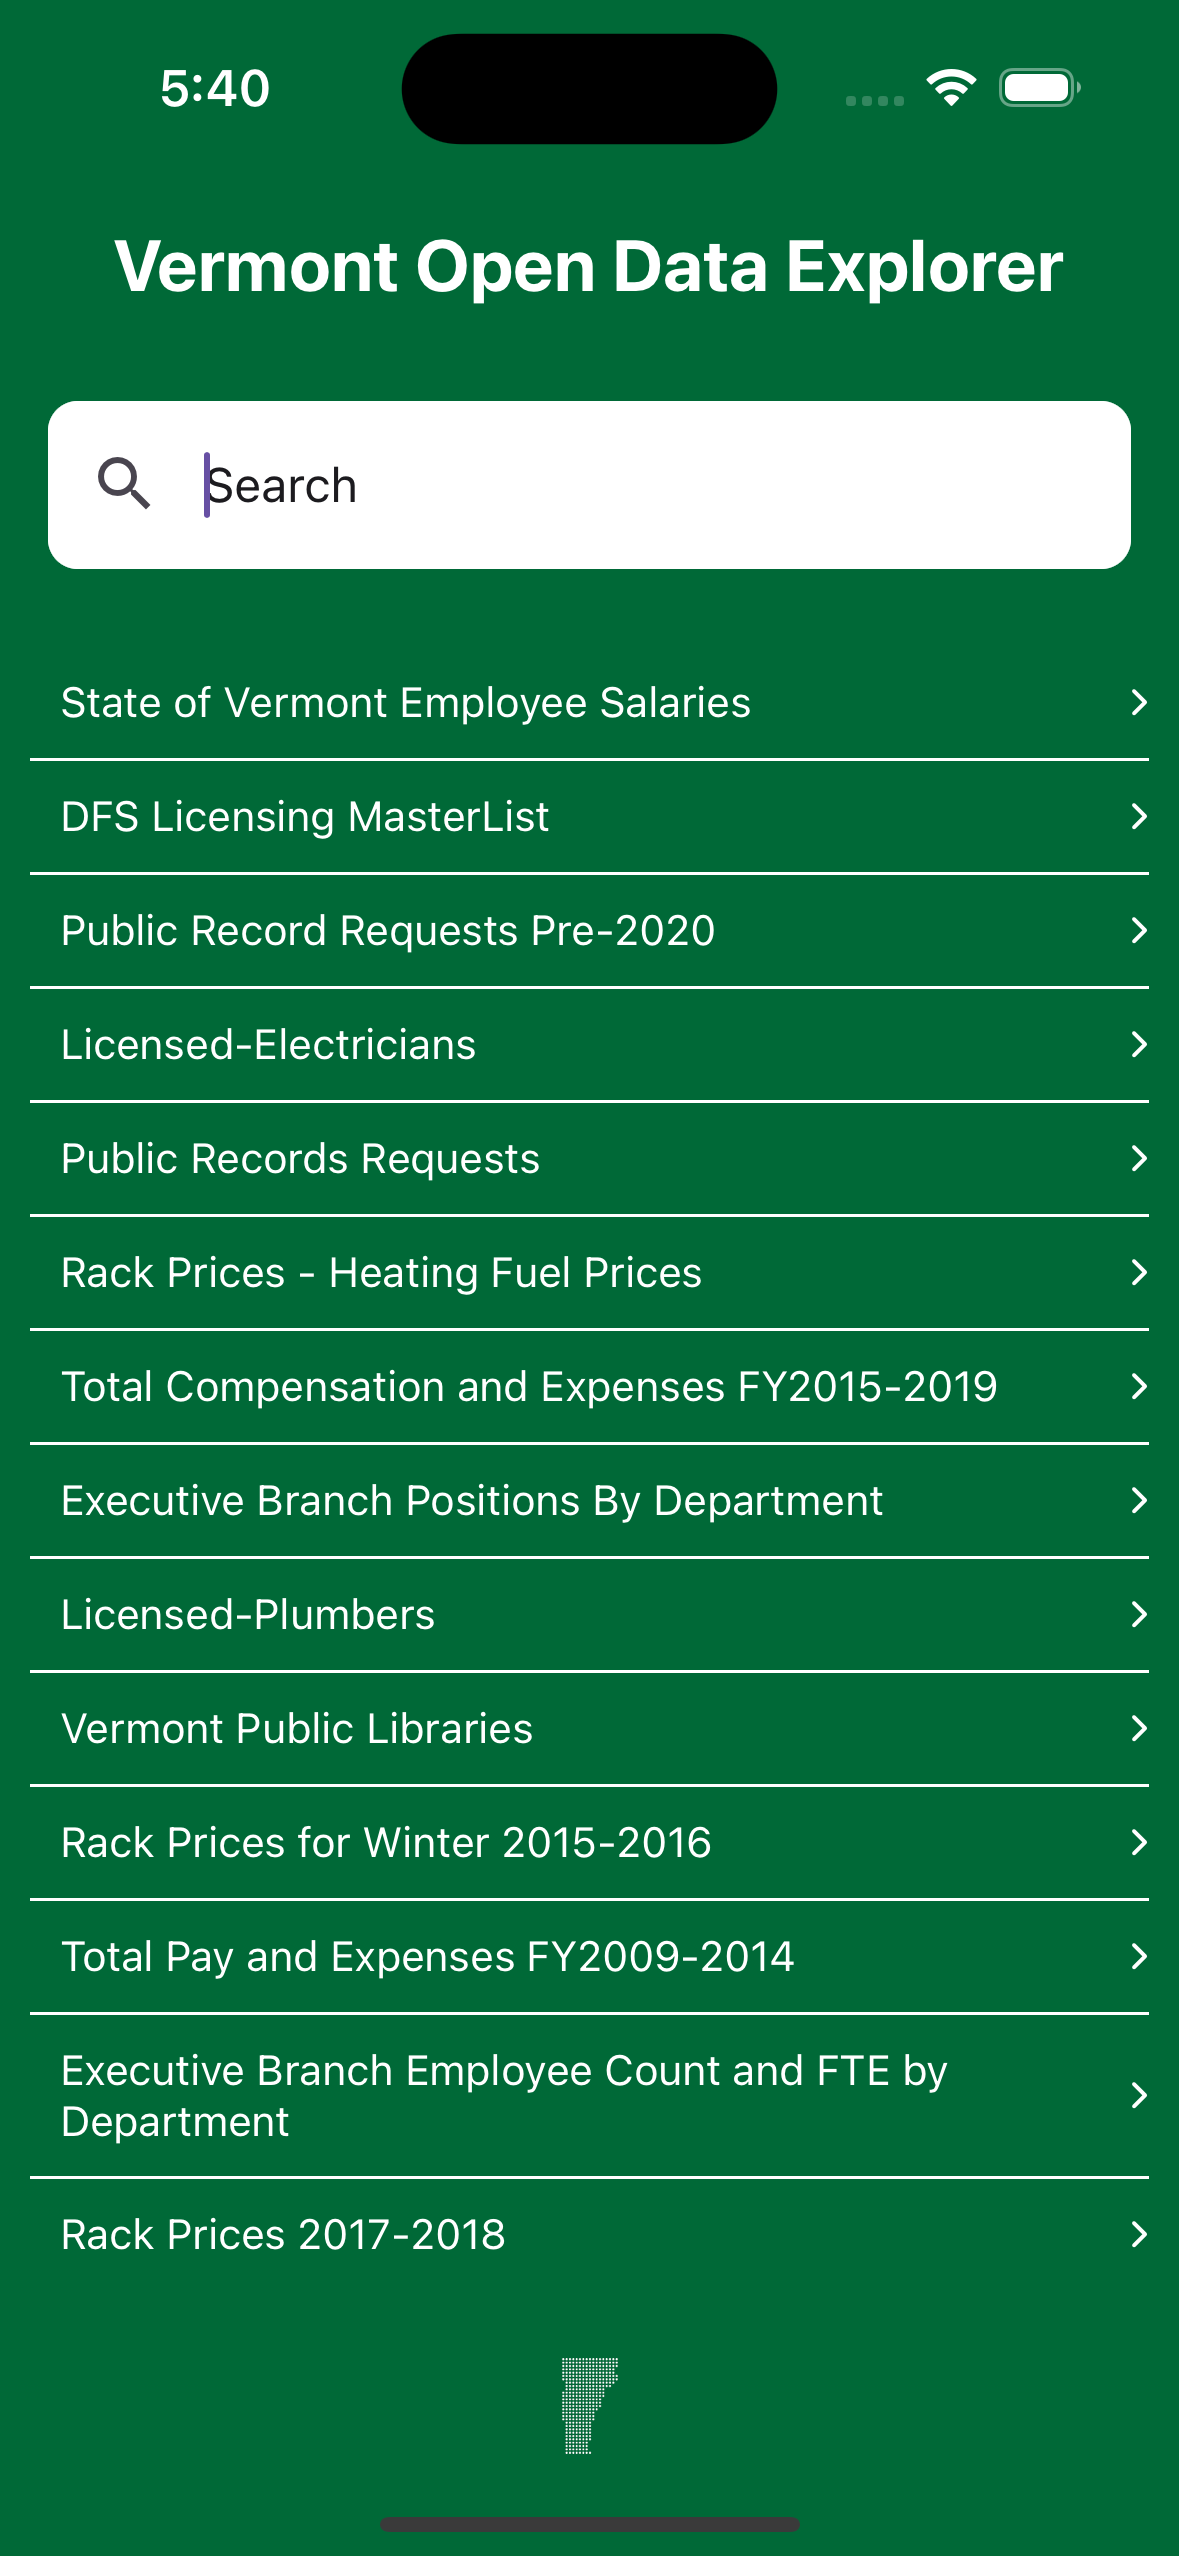 5:40
Vermont Open Data Explorer
Search
State of Vermont Employee Salaries
DFS Licensing MasterList
Public Record Requests Pre-2020
Licensed-Electricians
Public Records Requests
Rack Prices - Heating Fuel Prices
Total Compensation and Expenses FY2015-2019
Executive Branch Positions By Department
Licensed-Plumbers
Vermont Public Libraries
Rack Prices for Winter 2015-2016
Total Pay and Expenses FY2009-2014
Executive Branch Employee Count and FTE by
Department
Rack Prices 2017-2018